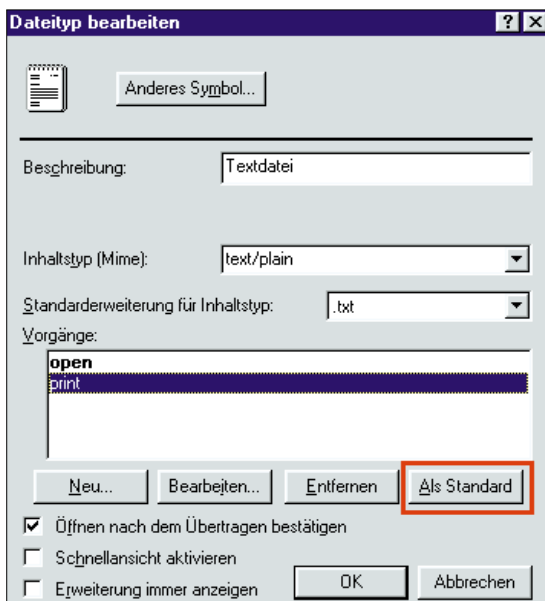 Dateityp bearbeiten
Anderes Symbol...
Beschreibung: Textdatei
Inhaltstyp (Mime): text/plain
Standarderweiterung für Inhaltstyp: .txt
Vorgänge:
open
print
Neu... Bearbeiten... Entfernen Als Standard
Öffnen nach dem Übertragen bestätigen
Schnellansicht aktivieren
Erweiterung immer anzeigen OK Abbrechen